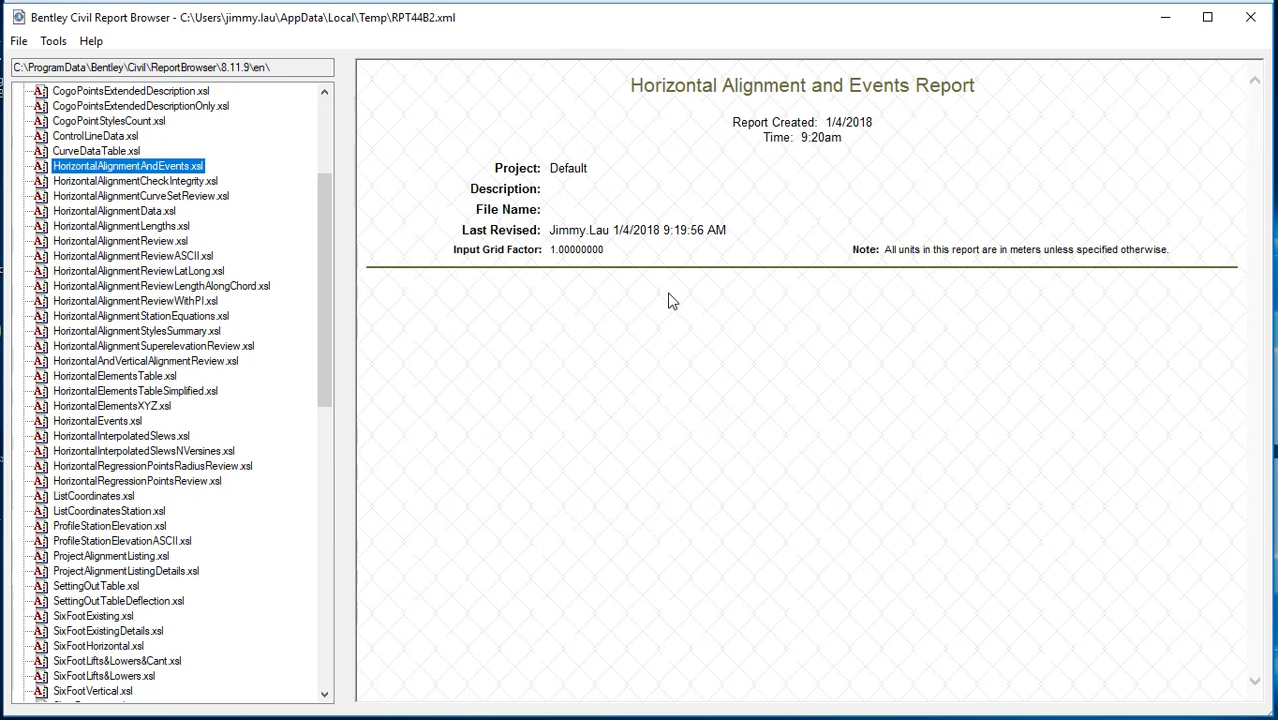 Bentley Civil Report Browser - C:\Users\jimmy.lau\AppData\Local\Temp\RPT44B2.xml
File Tools Help
C:\ProgramData\Bentley\Civil\ReportBrowser\8.11.9\en\
CogoPointsExtendedDescription.xsl
CogoPointsExtendedDescriptionOnly.xsl
CogoPointStylesCount.xsl
ControlLineData.xsl
CurveDataTable.xsl
HorizontalAlignmentAndEvents.xsl
HorizontalAlignmentCheckIntegrity.xsl
HorizontalAlignmentCurveSetReview.xsl
HorizontalAlignmentData.xsl
HorizontalAlignmentLengths.xsl
HorizontalAlignmentReview.xsl
HorizontalAlignmentReviewASCII.xsl
HorizontalAlignmentReviewLatLong.xsl
HorizontalAlignmentReviewLengthAlongChord.xsl
HorizontalAlignmentReviewWithPI.xsl
HorizontalAlignmentStationEquations.xsl
HorizontalAlignmentStylesSummary.xsl
HorizontalAlignmentSuperelevationReview.xsl
HorizontalAndVerticalAlignmentReview.xsl
HorizontalElementsTable.xsl
HorizontalElementsTableSimplified.xsl
HorizontalElementsXYZ.xsl
HorizontalEvents.xsl
HorizontalInterpolatedSlews.xsl
HorizontalInterpolatedSlewsNVersines.xsl
HorizontalRegressionPointsRadiusReview.xsl
HorizontalRegressionPointsReview.xsl
ListCoordinates.xsl
ListCoordinatesStation.xsl
ProfileStationElevation.xsl
ProfileStationElevationASCII.xsl
ProjectAlignmentListing.xsl
ProjectAlignmentListingDetails.xsl
SettingOutTable.xsl
SettingOutTableDeflection.xsl
SixFootExisting.xsl
SixFootExistingDetails.xsl
SixFootHorizontal.xsl
SixFootLifts&Lowers&Cant.xsl
SixFootLifts&Lowers.xsl
SixFootVertical.xsl
Horizontal Alignment and Events Report
Report Created: 1/4/2018
Time: 9:20am
Project: Default
Description:
File Name:
Last Revised: Jimmy.Lau 1/4/2018 9:19:56 AM
Input Grid Factor: 1.00000000 Note: All units in this report are in meters unless specified otherwise.